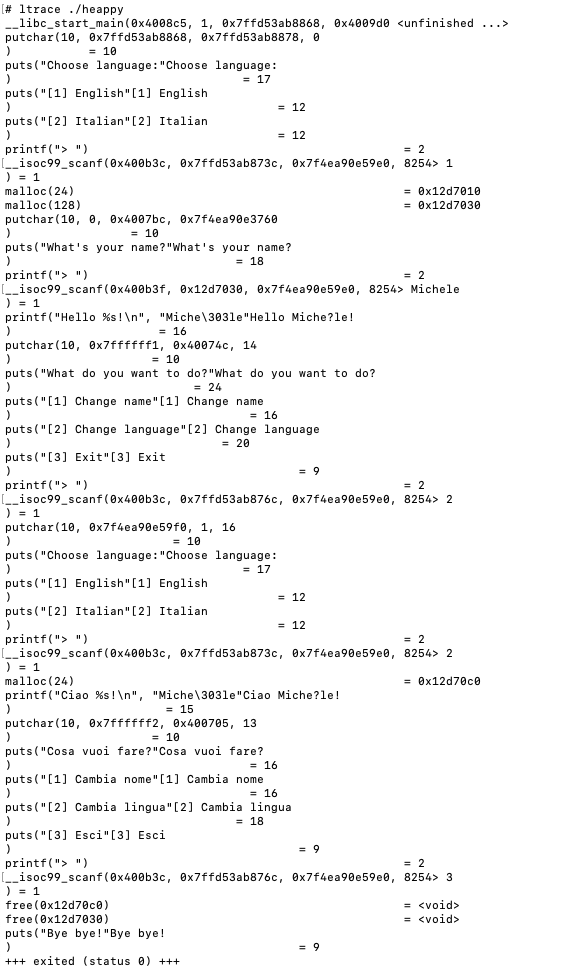 [# ltrace ./heappy
__libc_start_main(0x4008c5, 1, 0x7ffd53ab8868, 0x4009d0 <unfinished ...>
putchar(10, 0x7ffd53ab8868, 0x7ffd53ab8878, 0
)           = 10
puts("Choose language:"Choose language:
)                                 = 17
puts("[1] English"[1] English
)                                      = 12
puts("[2] Italian"[2] Italian
)                                      = 12
printf("> ")                                             = 2
[__isoc99_scanf(0x400b3c, 0x7ffd53ab873c, 0x7f4ea90e59e0, 8254> 1
) = 1
malloc(24)                                               = 0x12d7010
malloc(128)                                              = 0x12d7030
putchar(10, 0, 0x4007bc, 0x7f4ea90e3760
)                 = 10
puts("What's your name?"What's your name?
)                                = 18
printf("> ")                                             = 2
[__isoc99_scanf(0x400b3f, 0x12d7030, 0x7f4ea90e59f0, 8254> Michele
) = 1
printf("Hello %s!\n", "Miche\303le"Hello Miche?le!
)                     = 16
putchar(10, 0x7ffffff1, 0x40074c, 14
)                    = 10
puts("What do you want to do?"What do you want to do?
)                          = 24
puts("[1] Change name"[1] Change name
)                                  = 16
puts("[2] Change language"[2] Change language
)                              = 20
puts("[3] Exit"[3] Exit
)                                         = 9
printf("> ")                                             = 2
[__isoc99_scanf(0x400b3c, 0x7ffd53ab876c, 0x7f4ea90e59e0, 8254> 2
) = 1
putchar(10, 0x7f4ea90e59f0, 1, 16
)                       = 10
puts("Choose language:"Choose language:
)                                 = 17
puts("[1] English"[1] English
)                                      = 12
puts("[2] Italian"[2] Italian
)                                      = 12
printf("> ")                                             = 2
[__isoc99_scanf(0x400b3c, 0x7ffd53ab873c, 0x7f4ea90e59e0, 8254> 2
) = 1
malloc(24)                                               = 0x12d70c0
printf("Ciao %s!\n", "Miche\303le"Ciao Miche?le!
)                      = 15
putchar(10, 0x7ffffff2, 0x400705, 13
)                    = 10
puts("Cosa vuoi fare?"Cosa vuoi fare?
)                                  = 16
puts("[1] Cambia nome"[1] Cambia nome
)                                  = 16
puts("[2] Cambia lingua"[2] Cambia lingua
)                                = 18
puts("[3] Esci"[3] Esci
)                                         = 9
printf("> ")                                             = 2
[__isoc99_scanf(0x400b3c, 0x7ffd53ab876c, 0x7f4ea90e59e0, 8254> 3
) = 1
free(0x12d70c0)                                          = <void>
free(0x12d7030)                                          = <void>
puts("Bye bye!"Bye bye!
)                                         = 9
+++ exited (status 0) +++